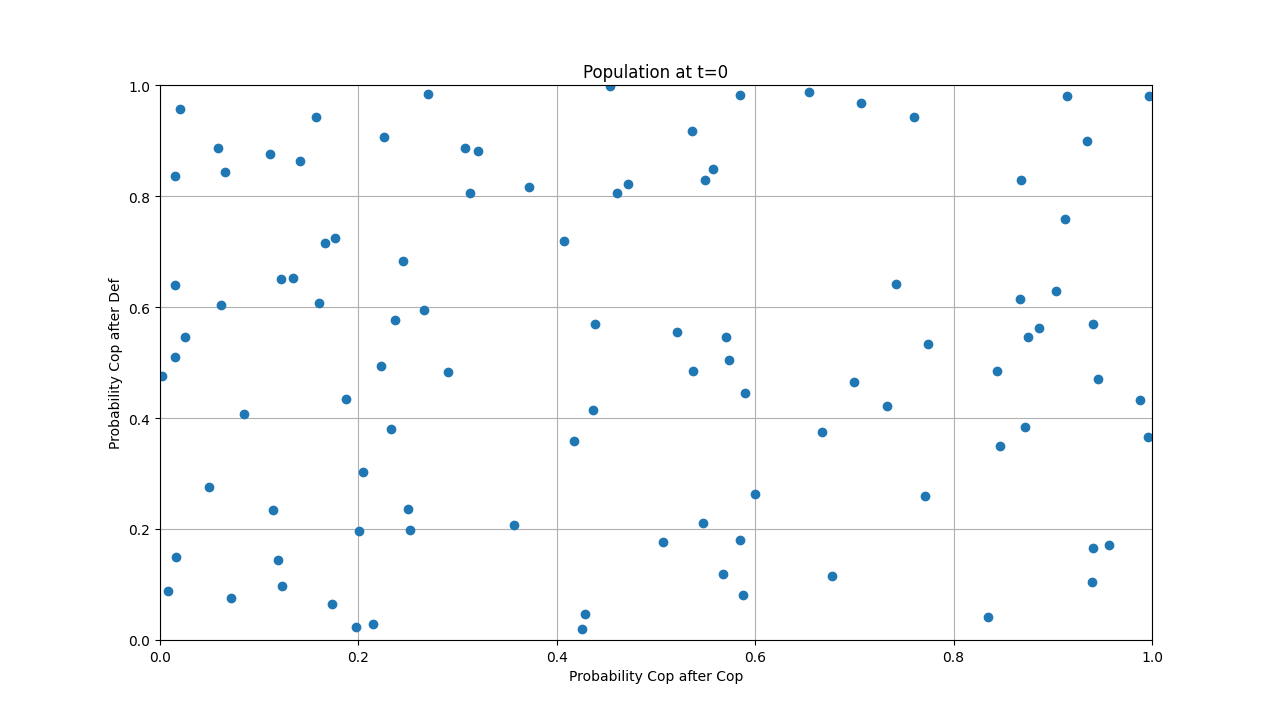 Population at t=0
1.0
0.8
0.6
0.4
0.2
0.0
Probability Cop after Def
0.0 0.2 0.4 0.6 0.8 1.0
Probability Cop after Cop